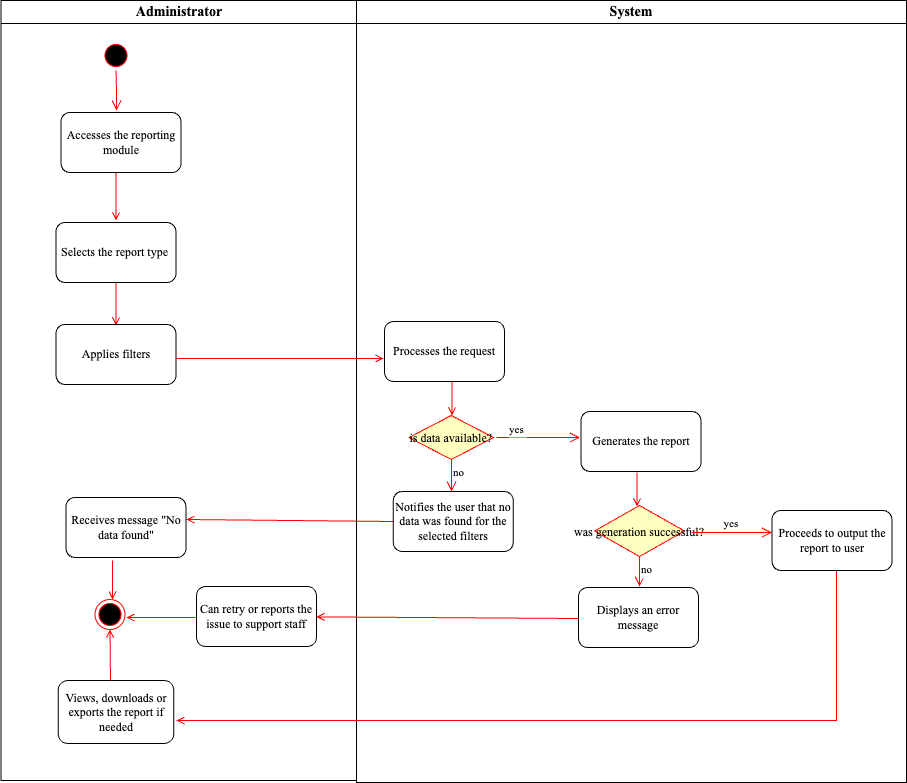 Administrator
System
Accesses the reporting
module
Selects the report type
Applies filters
Processes the request
is data available?
yes
Generates the report
no
Notifies the user that no
data was found for the
selected filters
Receives message "No
data found"
was generation successful?
yes
Proceeds to output the
report to user
no
Displays an error
message
Can retry or reports the
issue to support staff
Views, downloads or
exports the report if
needed